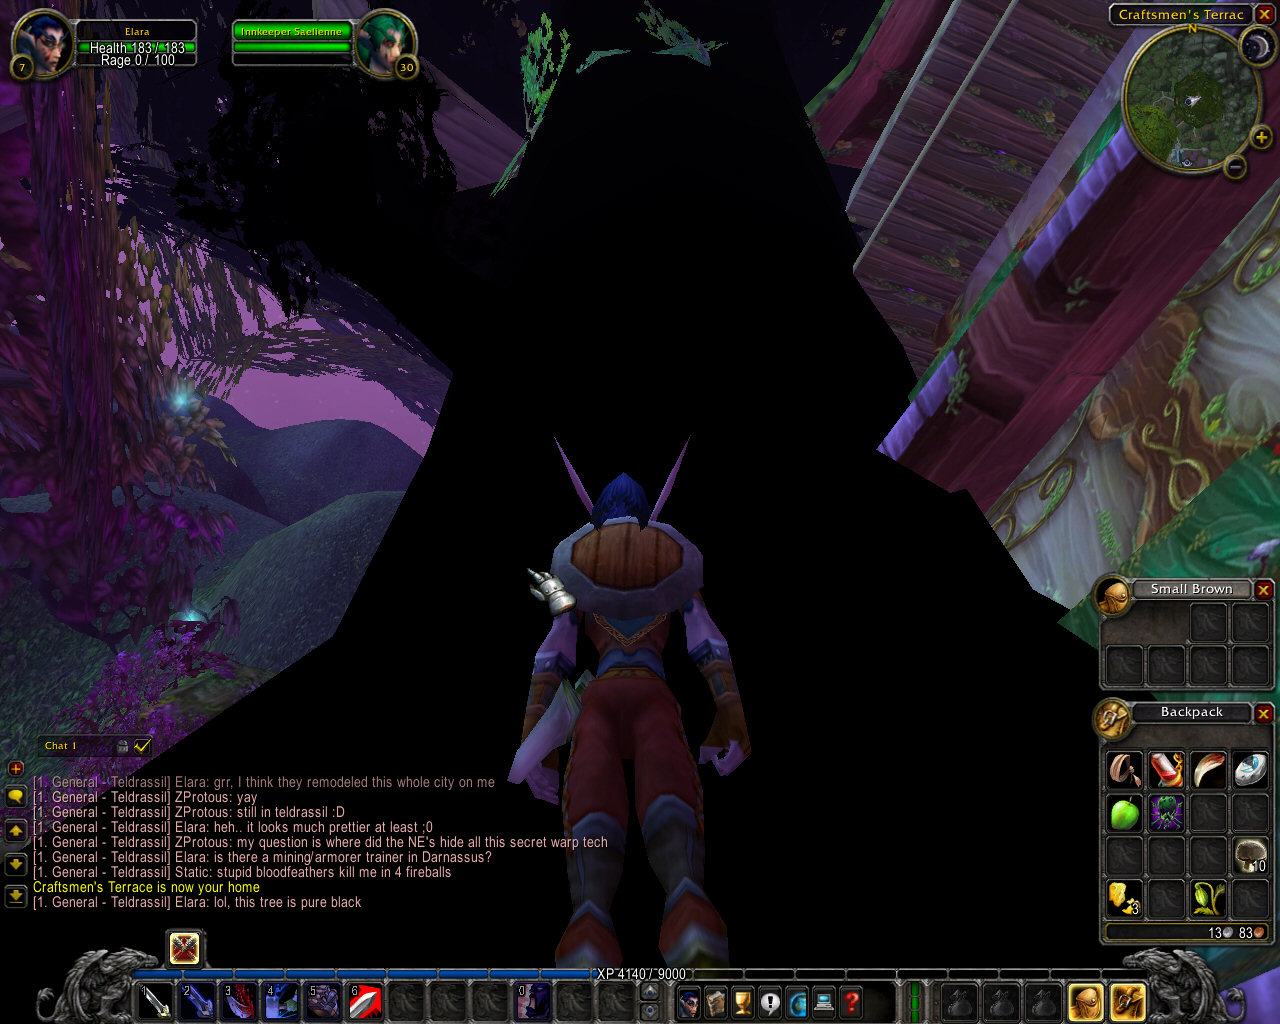 Elara
Health 183 / 183
Rage 0 / 100
7
Innkeeper Saelienne
30
Craftsmen's Terrac
N
Small Brown
Backpack
10
3
13 83
Chat 1
[1. General - Teldrassil] Elara: grr, I think they remodeled this whole city on me
[1. General - Teldrassil] ZProtous: yay
[1. General - Teldrassil] ZProtous: still in teldrassil :D
[1. General - Teldrassil] Elara: heh.. it looks much prettier at least ;0
[1. General - Teldrassil] ZProtous: my question is where did the NE's hide all this secret warp tech
[1. General - Teldrassil] Elara: is there a mining/armorer trainer in Darnassus?
[1. General - Teldrassil] Static: stupid bloodfeathers kill me in 4 fireballs
Craftsmen's Terrace is now your home
[1. General - Teldrassil] Elara: lol, this tree is pure black
XP 4140 / 9000
1 2 3 4 5 6 0